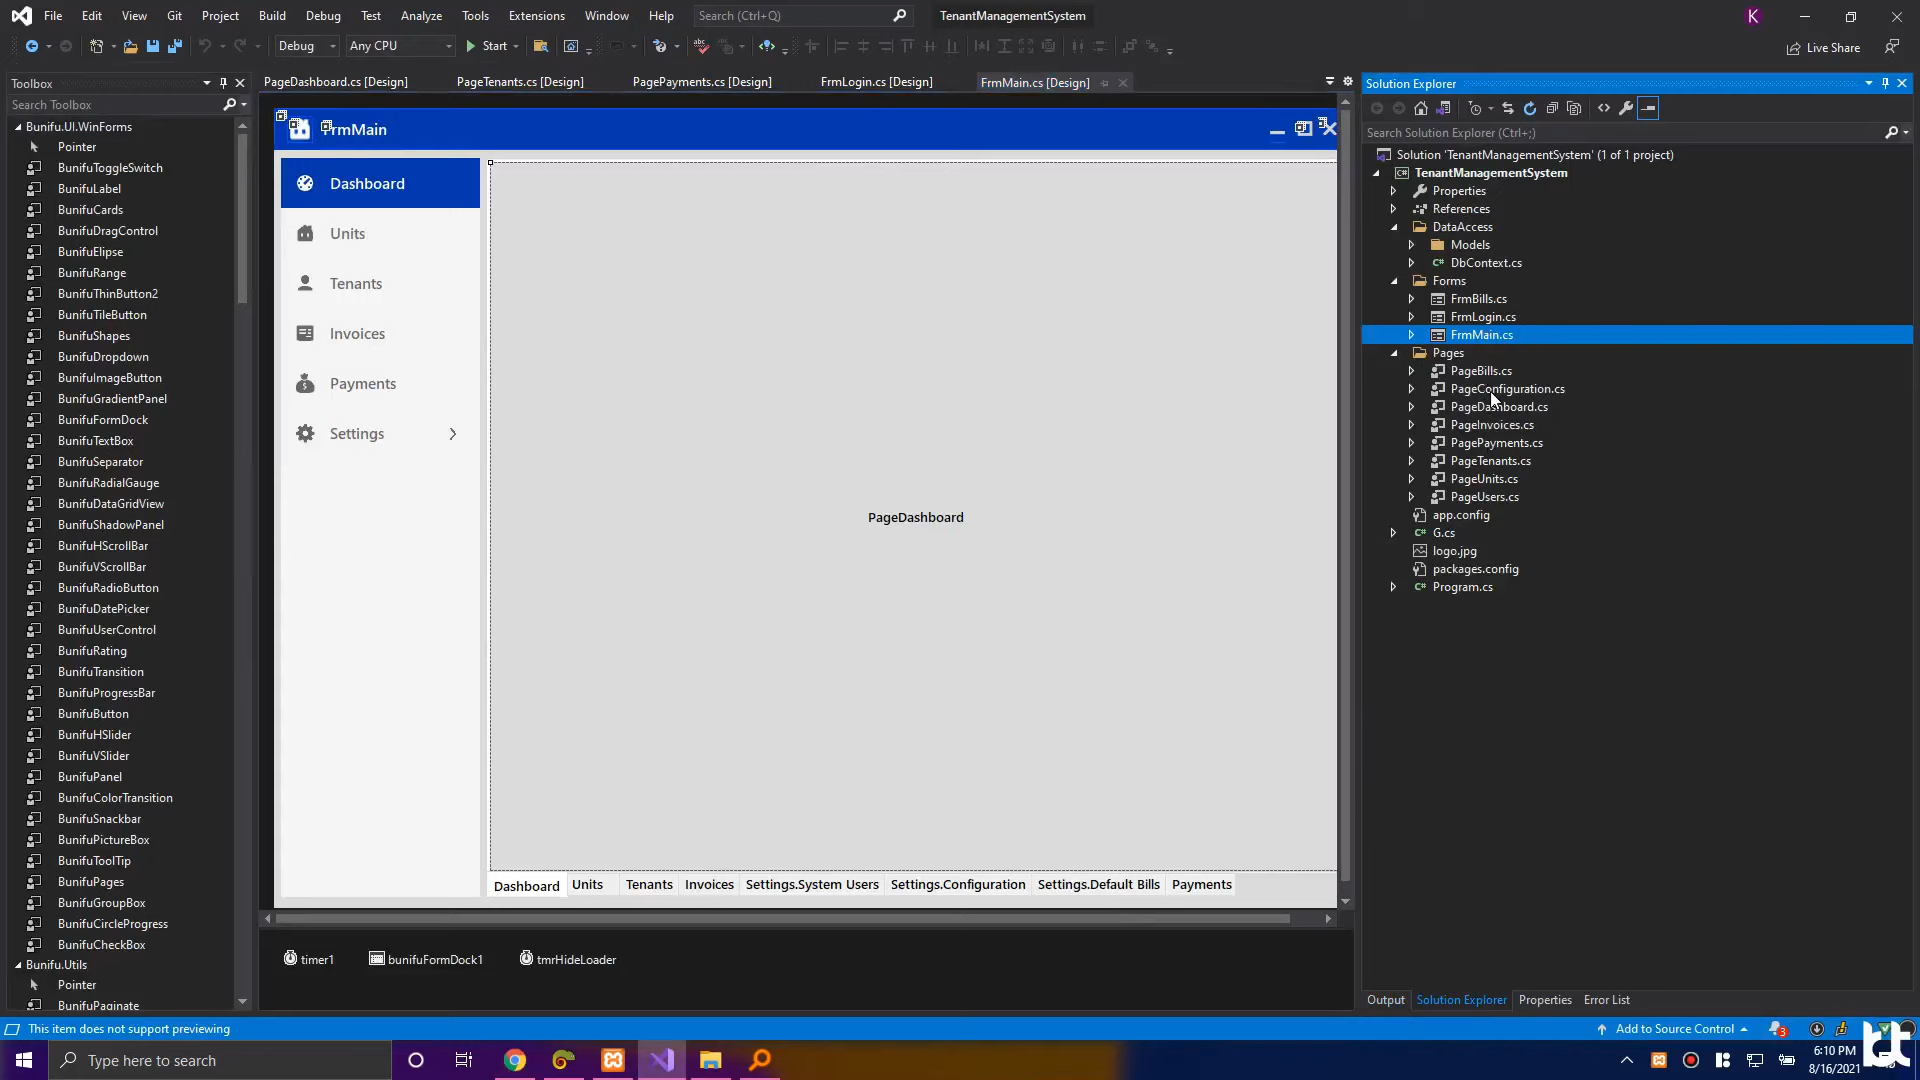 File Edit View Git Project Build Debug Test Analyze Tools Extensions Window Help Search (Ctrl+Q) TenantManagementSystem K
Debug Any CPU Start Live Share
Toolbox
Search Toolbox
Bunifu.UI.WinForms
Pointer
BunifuToggleSwitch
BunifuLabel
BunifuCards
BunifuDragControl
BunifuElipse
BunifuRange
BunifuThinButton2
BunifuTileButton
BunifuShapes
BunifuDropdown
BunifuImageButton
BunifuGradientPanel
BunifuFormDock
BunifuTextBox
BunifuSeparator
BunifuRadialGauge
BunifuDataGridView
BunifuShadowPanel
BunifuHScrollBar
BunifuVScrollBar
BunifuRadioButton
BunifuDatePicker
BunifuUserControl
BunifuRating
BunifuTransition
BunifuProgressBar
BunifuButton
BunifuHSlider
BunifuVSlider
BunifuPanel
BunifuColorTransition
BunifuSnackbar
BunifuPictureBox
BunifuToolTip
BunifuPages
BunifuGroupBox
BunifuCircleProgress
BunifuCheckBox
Bunifu.Utils
Pointer
BunifuPaginate
PageDashboard.cs [Design] PageTenants.cs [Design] PagePayments.cs [Design] FrmLogin.cs [Design] FrmMain.cs [Design]
FrmMain
Dashboard
Units
Tenants
Invoices
Payments
Settings
PageDashboard
Dashboard Units Tenants Invoices Settings.System Users Settings.Configuration Settings.Default Bills Payments
timer1 bunifuFormDock1 tmrHideLoader
Solution Explorer
Search Solution Explorer (Ctrl+;)
Solution 'TenantManagementSystem' (1 of 1 project)
TenantManagementSystem
Properties
References
DataAccess
Models
DbContext.cs
Forms
FrmBills.cs
FrmLogin.cs
FrmMain.cs
Pages
PageBills.cs
PageConfiguration.cs
PageDashboard.cs
PageInvoices.cs
PagePayments.cs
PageTenants.cs
PageUnits.cs
PageUsers.cs
app.config
G.cs
logo.jpg
packages.config
Program.cs
Output Solution Explorer Properties Error List
This item does not support previewing
Add to Source Control 3
Type here to search
6:10 PM
8/16/2021